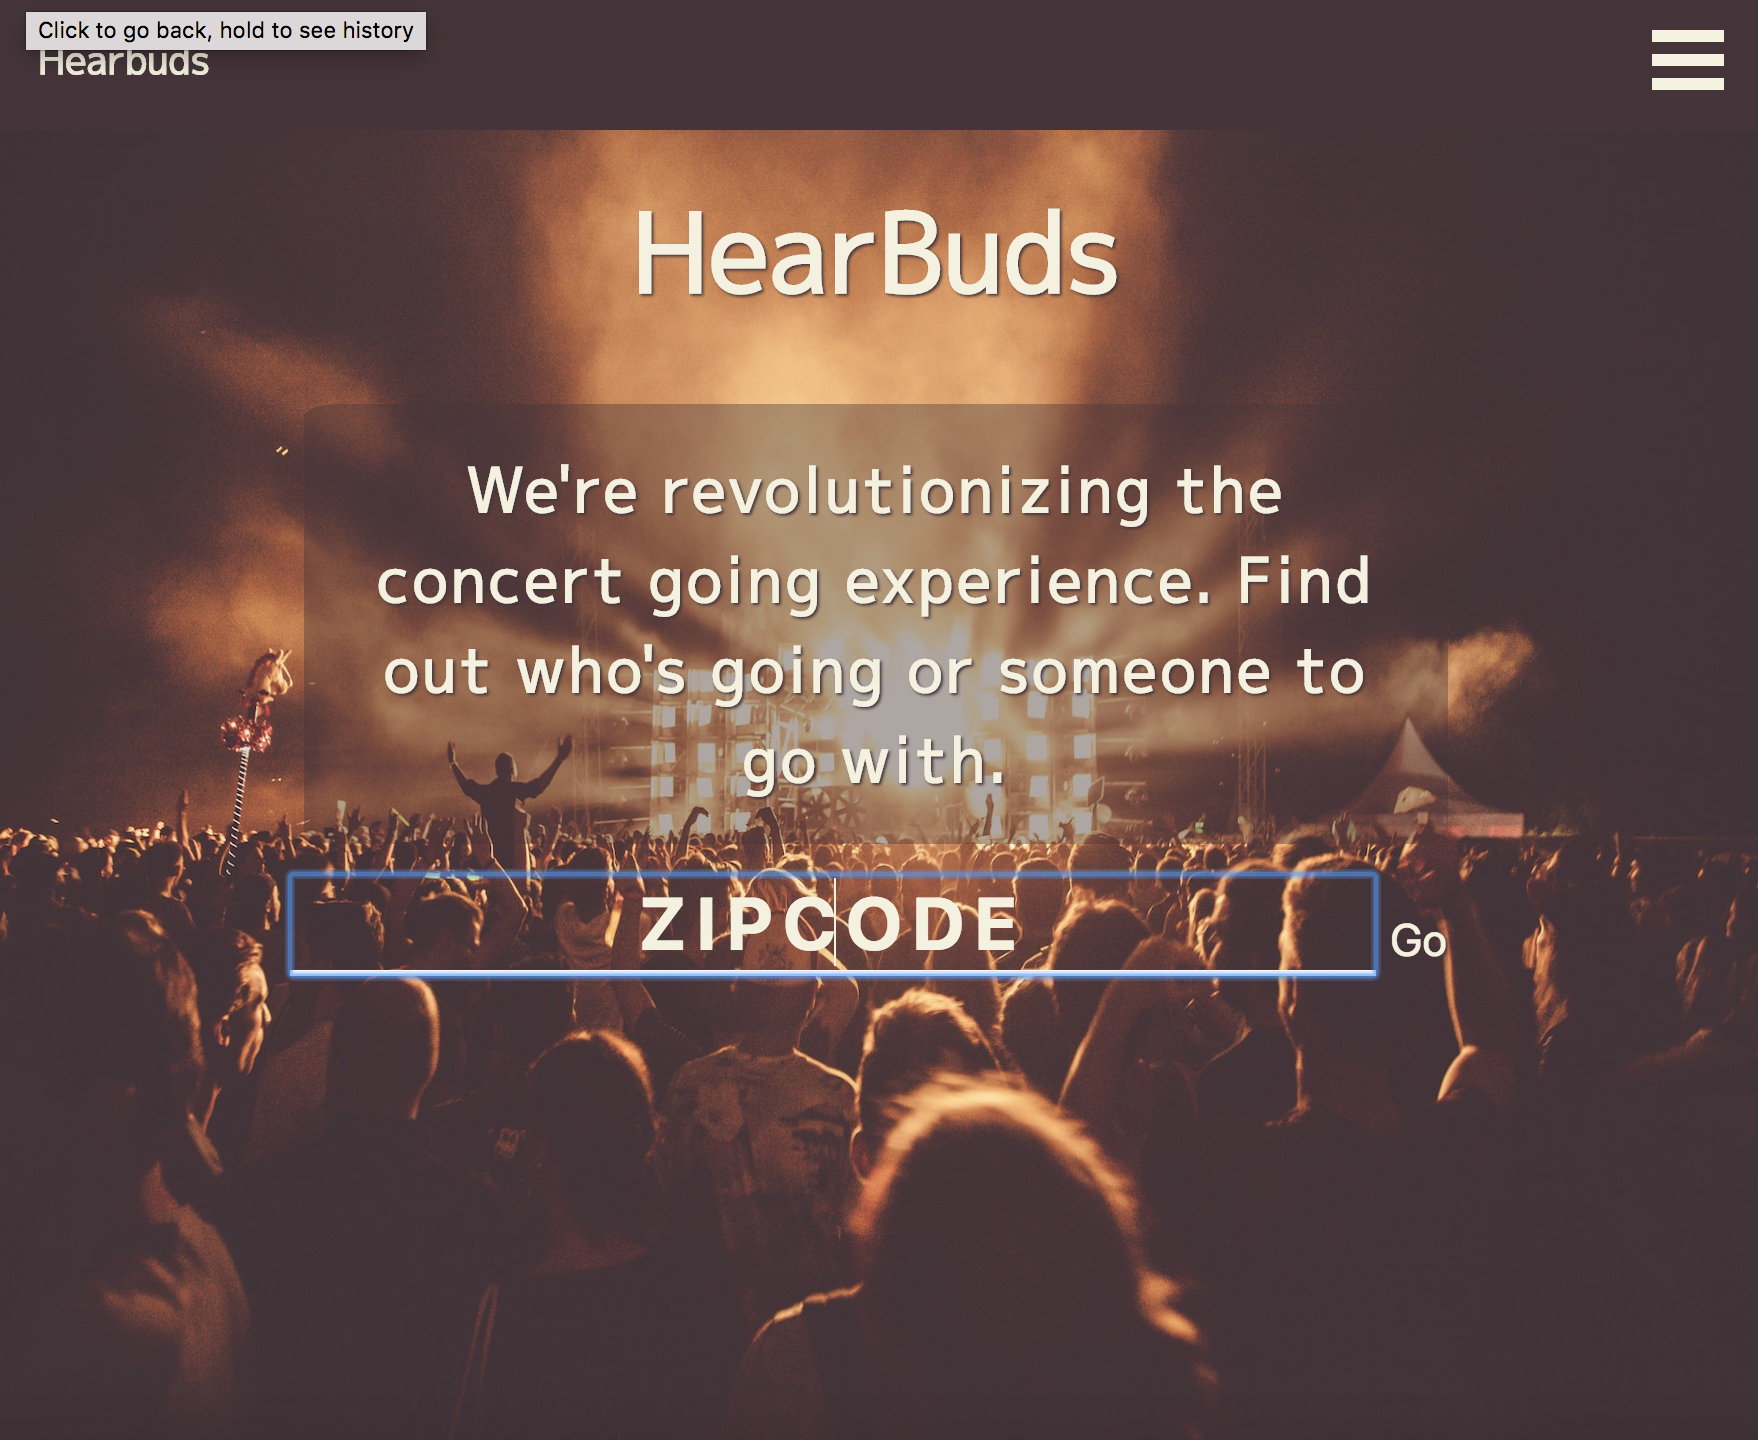 Click to go back, hold to see history
Hearbuds
HearBuds
We're revolutionizing the
concert going experience. Find
out who's going or someone to
go with.
ZIPCODE
Go